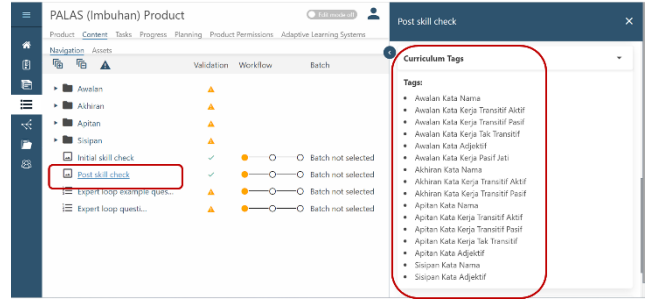 PALAS (Imbuhan) Product
Edit mode off
Product Content Tasks Progress Planning Product Permissions Adaptive Learning Systems
Navigation Assets
Validation Workflow Batch
Awalan
Akhiran
Apitan
Sisipan
Initial skill check Batch not selected
Post skill check Batch not selected
Expert loop example ques... Batch not selected
Expert loop questi... Batch not selected
Post skill check
Curriculum Tags
Tags:
Awalan Kata Nama
Awalan Kata Kerja Transitif Aktif
Awalan Kata Kerja Transitif Pasif
Awalan Kata Kerja Tak Transitif
Awalan Kata Adjektif
Awalan Kata Kerja Pasif Jati
Akhiran Kata Nama
Akhiran Kata Kerja Transitif Aktif
Akhiran Kata Kerja Transitif Pasif
Apitan Kata Nama
Apitan Kata Kerja Transitif Aktif
Apitan Kata Kerja Transitif Pasif
Apitan Kata Kerja Tak Transitif
Apitan Kata Adjektif
Sisipan Kata Nama
Sisipan Kata Adjektif